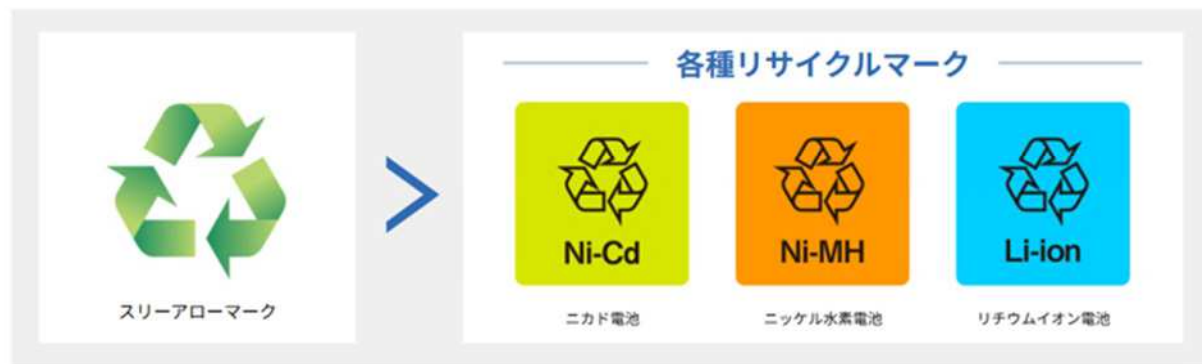 各種リサイクルマーク
Ni-Cd
Ni-MH
Li-ion
スリーアローマーク
ニカド電池
ニッケル水素電池
リチウムイオン電池